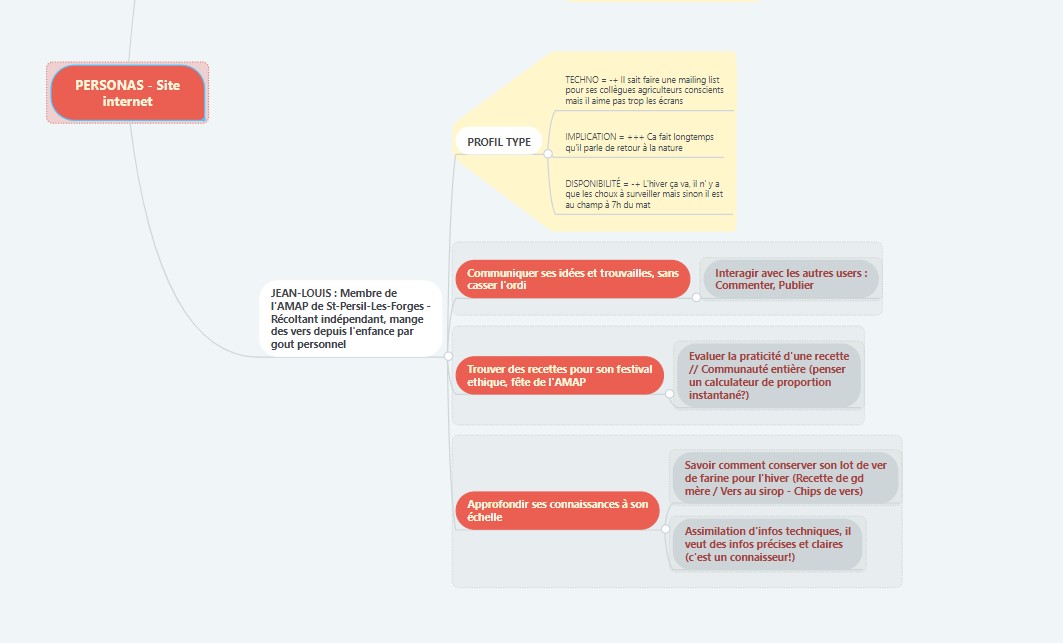 PERSONAS - Site
internet
TECHNO = -+ Il sait faire une mailing list
pour ses collègues agriculteurs conscients
mais il aime pas trop les écrans
PROFIL TYPE
IMPLICATION = +++ Ca fait longtemps
qu'il parle de retour à la nature
DISPONIBILITÉ = -+ L'hiver ça va, il n' y a
que les choux à surveiller mais sinon il est
au champ à 7h du mat
JEAN-LOUIS : Membre de
l'AMAP de St-Persil-Les-Forges -
Récoltant indépendant, mange
des vers depuis l'enfance par
gout personnel
Communiquer ses idées et trouvailles, sans
casser l'ordi
Interagir avec les autres users :
Commenter, Publier
Trouver des recettes pour son festival
ethique, fête de l'AMAP
Evaluer la praticité d'une recette
// Communauté entière (penser
un calculateur de proportion
instantané?)
Approfondir ses connaissances à son
échelle
Savoir comment conserver son lot de ver
de farine pour l'hiver (Recette de gd
mère / Vers au sirop - Chips de vers)
Assimilation d'infos techniques, il
veut des infos précises et claires
(c'est un connaisseur!)